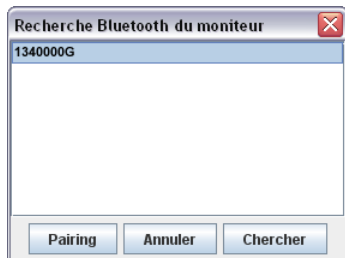 Recherche Bluetooth du moniteur
1340000G
Pairing Annuler Chercher